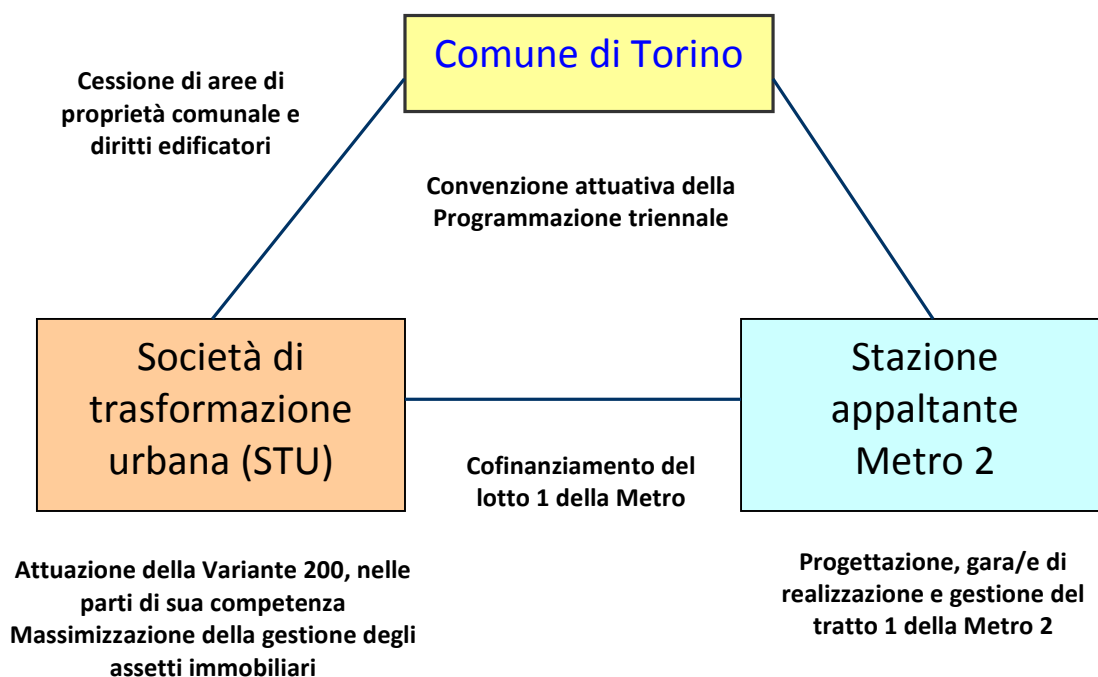 Comune di Torino
Cessione di aree di
proprietà comunale e
diritti edificatori
Convenzione attuativa della
Programmazione triennale
Società di
trasformazione
urbana (STU)
Stazione
appaltante
Metro 2
Cofinanziamento del
lotto 1 della Metro
Attuazione della Variante 200, nelle
parti di sua competenza
Massimizzazione della gestione degli
assetti immobiliari
Progettazione, gara/e di
realizzazione e gestione del
tratto 1 della Metro 2